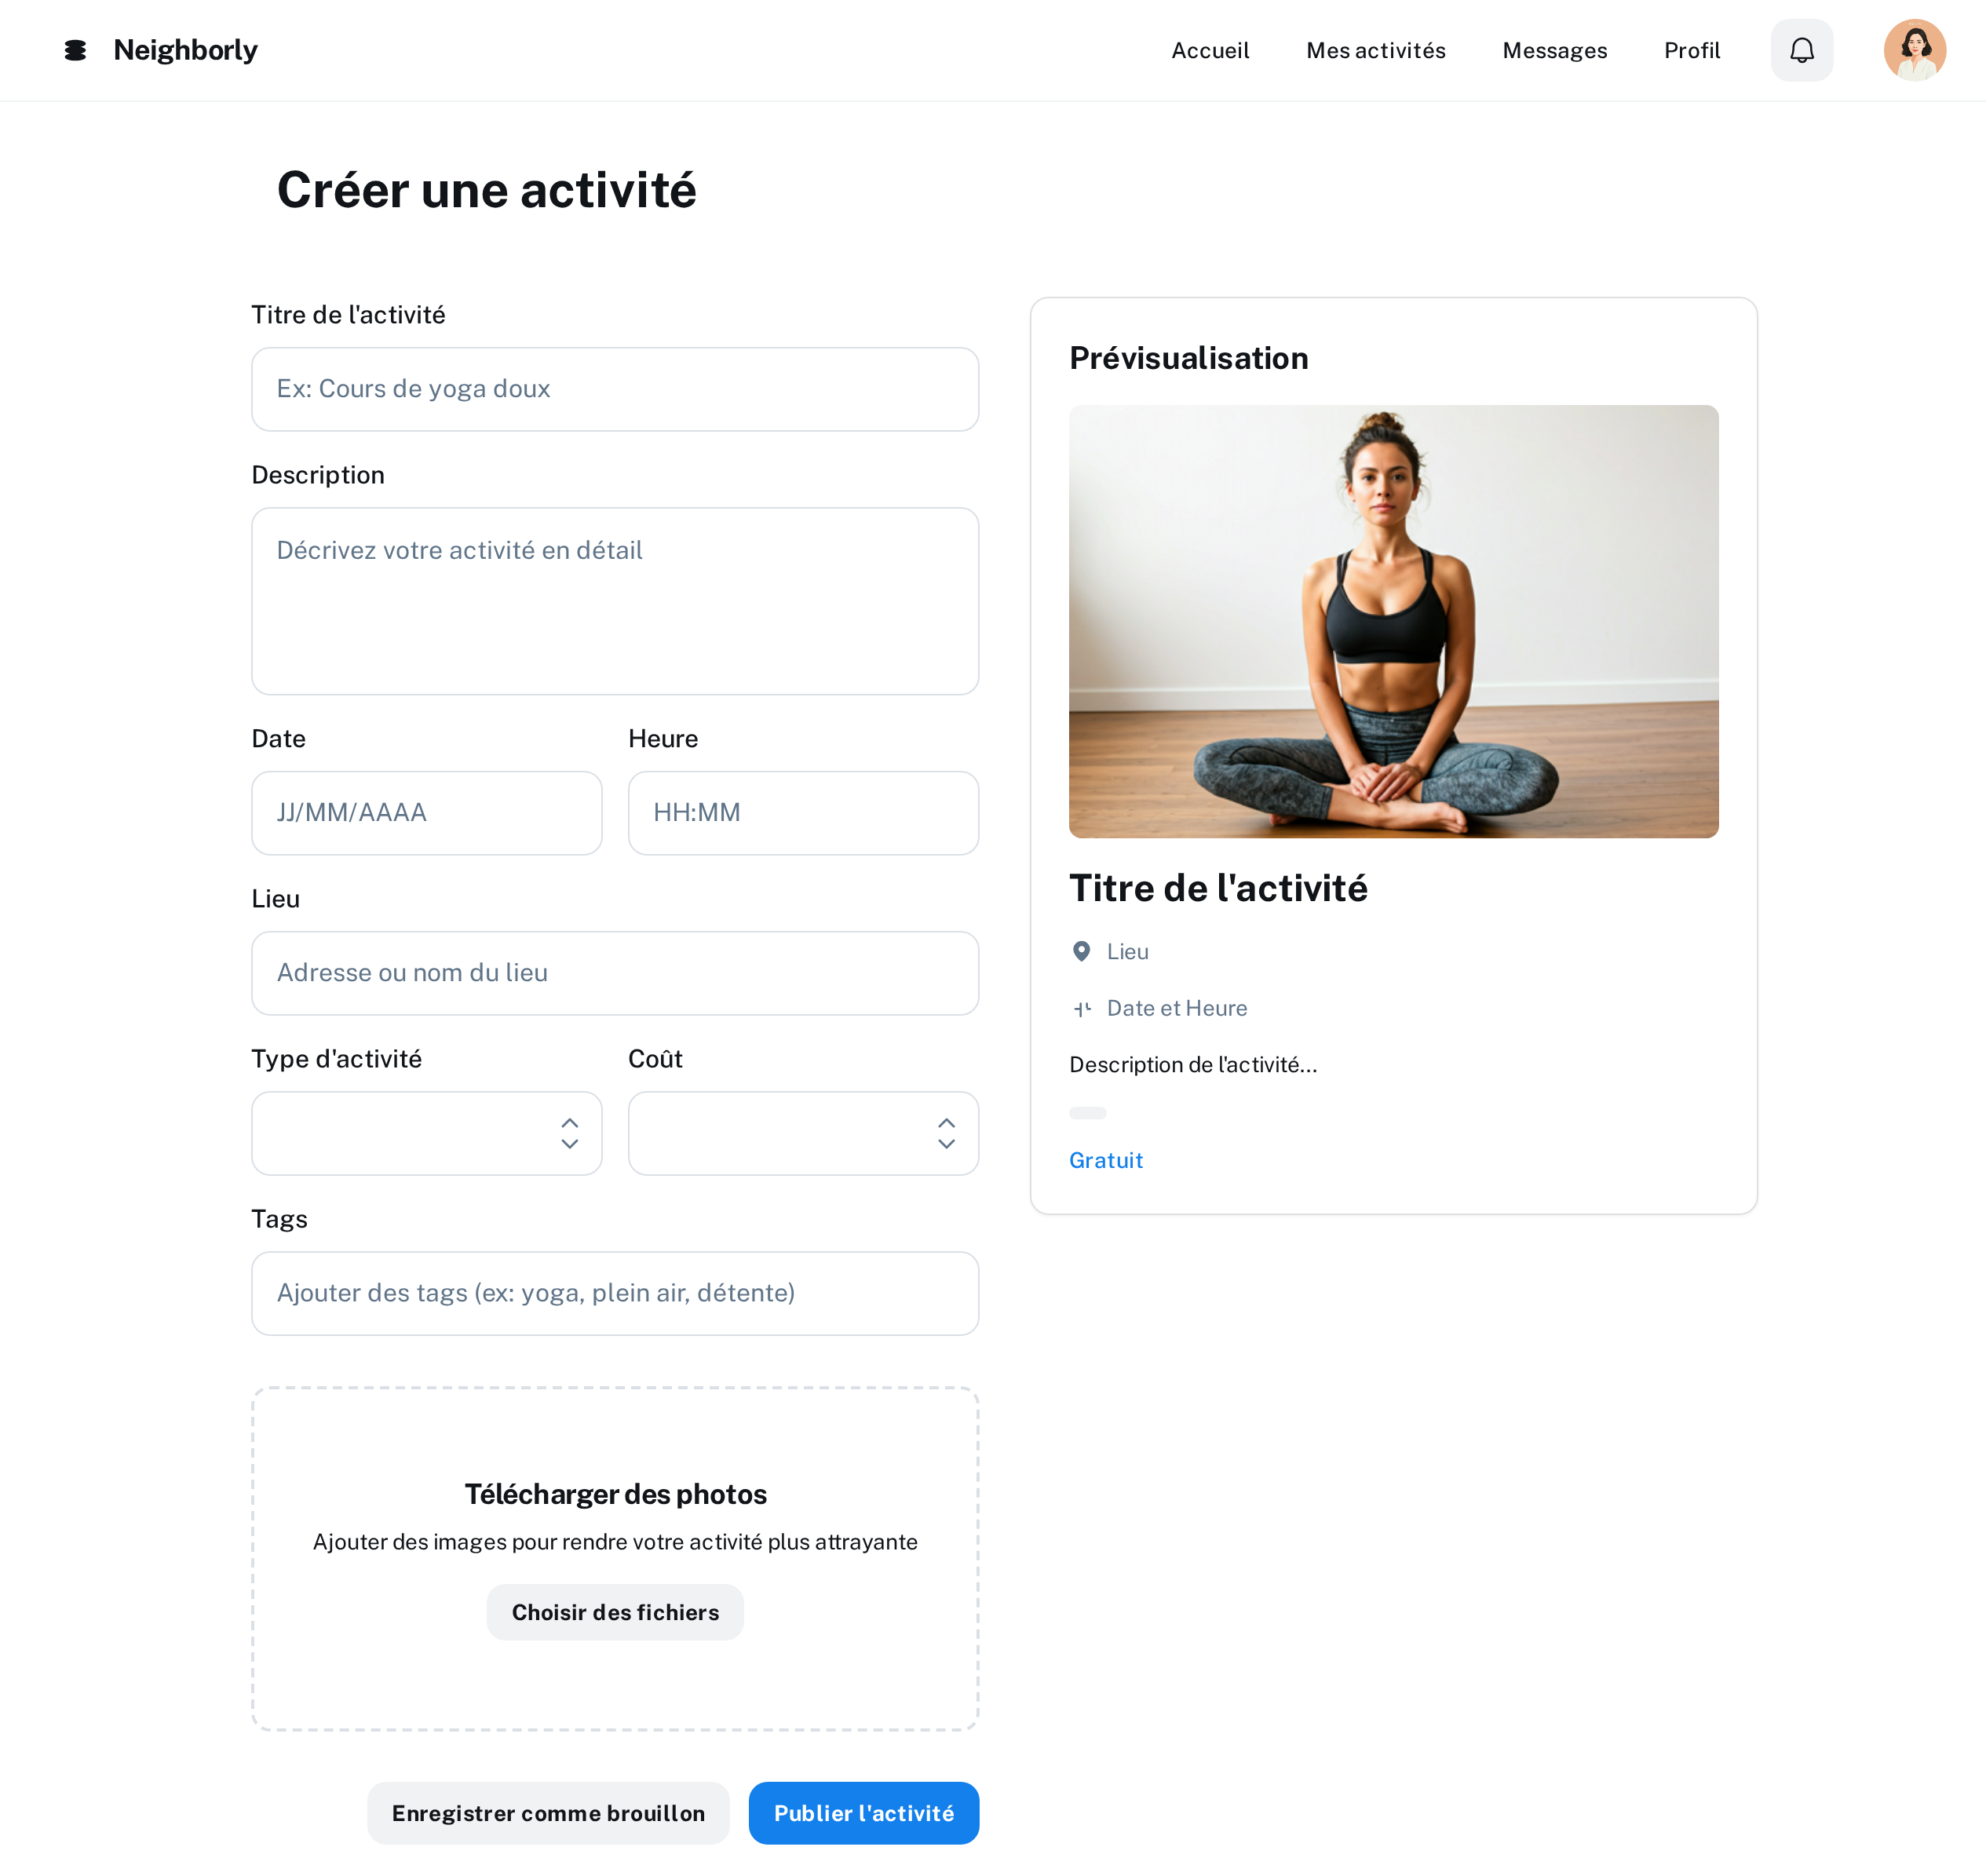 Neighborly
Accueil
Mes activités
Messages
Profil
Créer une activité
Titre de l'activité
Ex: Cours de yoga doux
Description
Décrivez votre activité en détail
Date
Heure
JJ/MM/AAAA
HH:MM
Lieu
Adresse ou nom du lieu
Type d'activité
Coût
Tags
Ajouter des tags (ex: yoga, plein air, détente)
Télécharger des photos
Ajouter des images pour rendre votre activité plus attrayante
Choisir des fichiers
Enregistrer comme brouillon
Publier l'activité
Prévisualisation
Titre de l'activité
Lieu
Date et Heure
Description de l'activité...
Gratuit